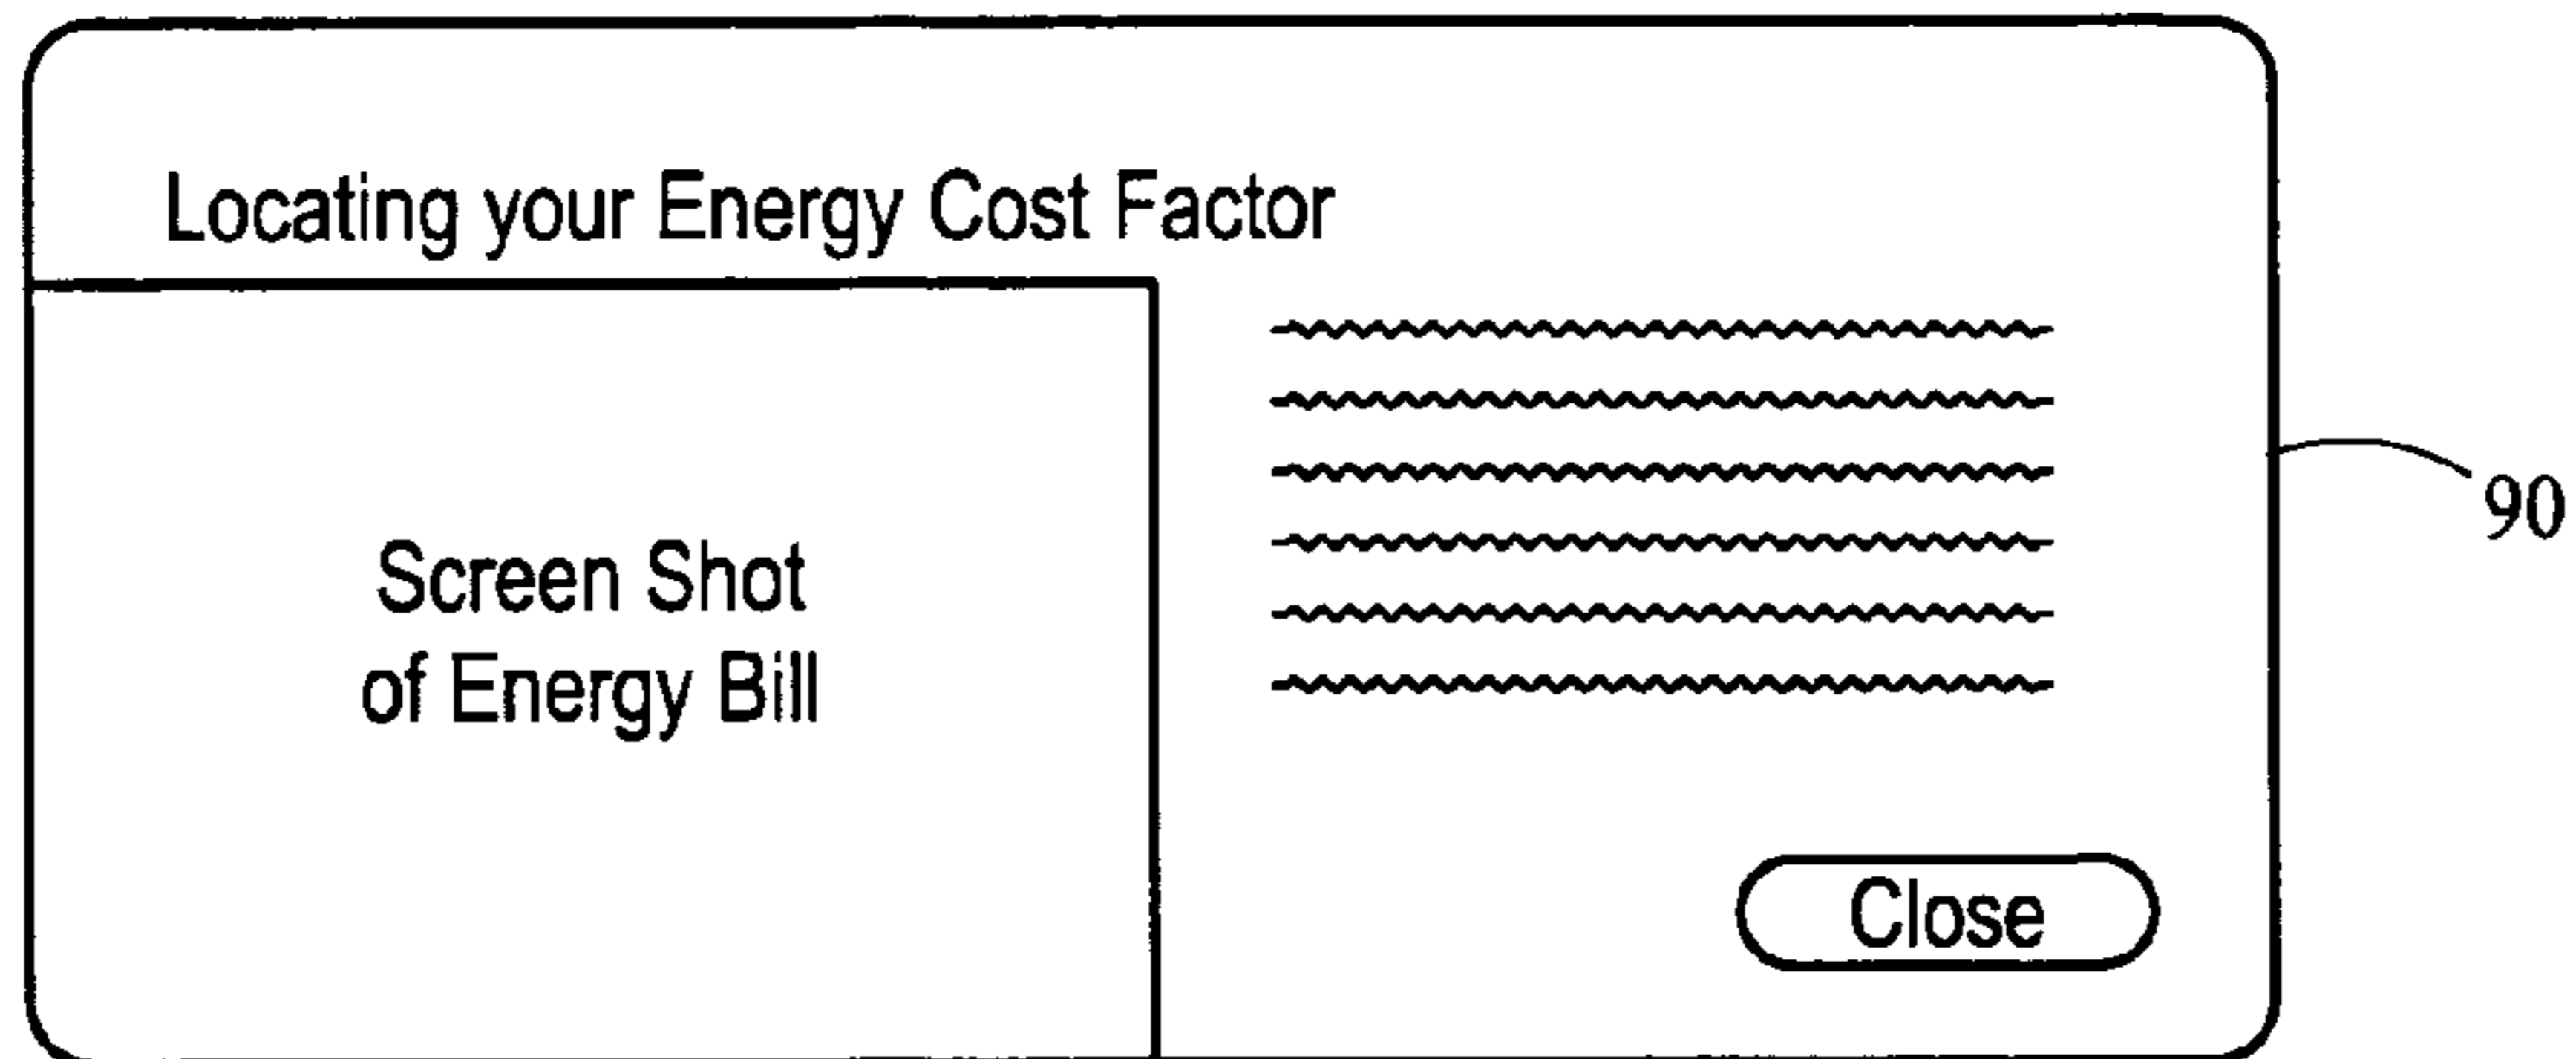 Locating your Energy Cost Factor
Screen Shot
of Energy Bill
Close
90